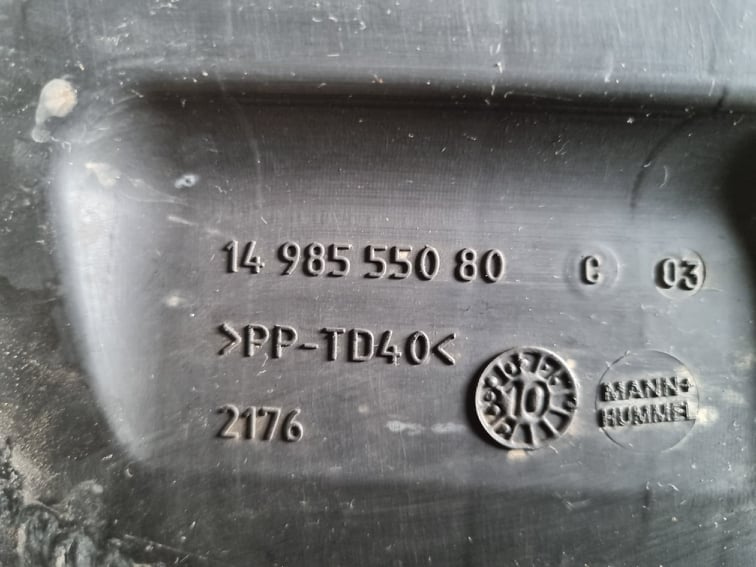 14 985 550 80 C 03
>PP-TD40<
2176
10
MANN+
HUMMEL